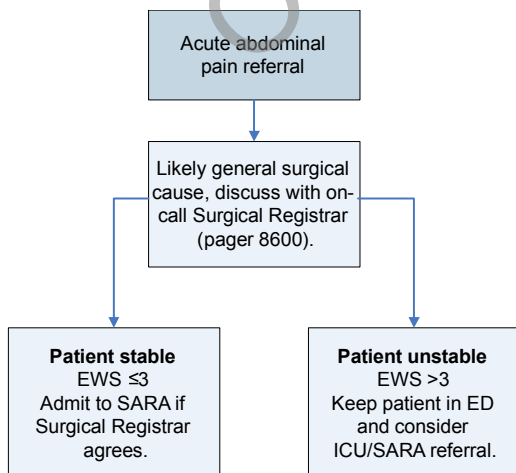 Acute abdominal
pain referral
Likely general surgical
cause, discuss with on-
call Surgical Registrar
(pager 8600).
Patient stable
EWS ≤3
Admit to SARA if
Surgical Registrar
agrees.
Patient unstable
EWS >3
Keep patient in ED
and consider
ICU/SARA referral.